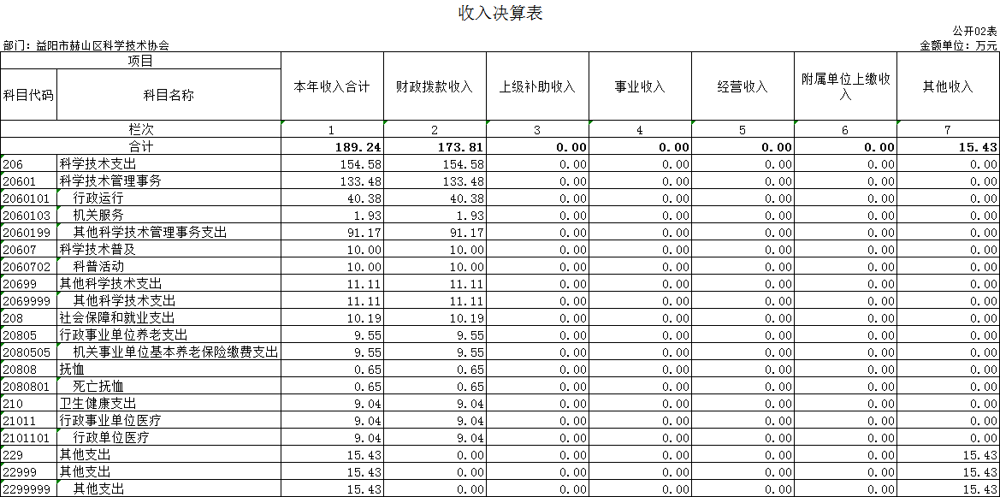 收入决算表
公开02表
部门：益阳市赫山区科学技术协会 金额单位：万元
项目 本年收入合计 财政拨款收入 上级补助收入 事业收入 经营收入 附属单位上缴收入 其他收入
科目代码 科目名称
栏次 1 2 3 4 5 6 7
合计 189.24 173.81 0.00 0.00 0.00 0.00 15.43
206 科学技术支出 154.58 154.58 0.00 0.00 0.00 0.00 0.00
20601 科学技术管理事务 133.48 133.48 0.00 0.00 0.00 0.00 0.00
2060101 行政运行 40.38 40.38 0.00 0.00 0.00 0.00 0.00
2060103 机关服务 1.93 1.93 0.00 0.00 0.00 0.00 0.00
2060199 其他科学技术管理事务支出 91.17 91.17 0.00 0.00 0.00 0.00 0.00
20607 科学技术普及 10.00 10.00 0.00 0.00 0.00 0.00 0.00
2060702 科普活动 10.00 10.00 0.00 0.00 0.00 0.00 0.00
20699 其他科学技术支出 11.11 11.11 0.00 0.00 0.00 0.00 0.00
2069999 其他科学技术支出 11.11 11.11 0.00 0.00 0.00 0.00 0.00
208 社会保障和就业支出 10.19 10.19 0.00 0.00 0.00 0.00 0.00
20805 行政事业单位养老支出 9.55 9.55 0.00 0.00 0.00 0.00 0.00
2080505 机关事业单位基本养老保险缴费支出 9.55 9.55 0.00 0.00 0.00 0.00 0.00
20808 抚恤 0.65 0.65 0.00 0.00 0.00 0.00 0.00
2080801 死亡抚恤 0.65 0.65 0.00 0.00 0.00 0.00 0.00
210 卫生健康支出 9.04 9.04 0.00 0.00 0.00 0.00 0.00
21011 行政事业单位医疗 9.04 9.04 0.00 0.00 0.00 0.00 0.00
2101101 行政单位医疗 9.04 9.04 0.00 0.00 0.00 0.00 0.00
229 其他支出 15.43 0.00 0.00 0.00 0.00 0.00 15.43
22999 其他支出 15.43 0.00 0.00 0.00 0.00 0.00 15.43
2299999 其他支出 15.43 0.00 0.00 0.00 0.00 0.00 15.43